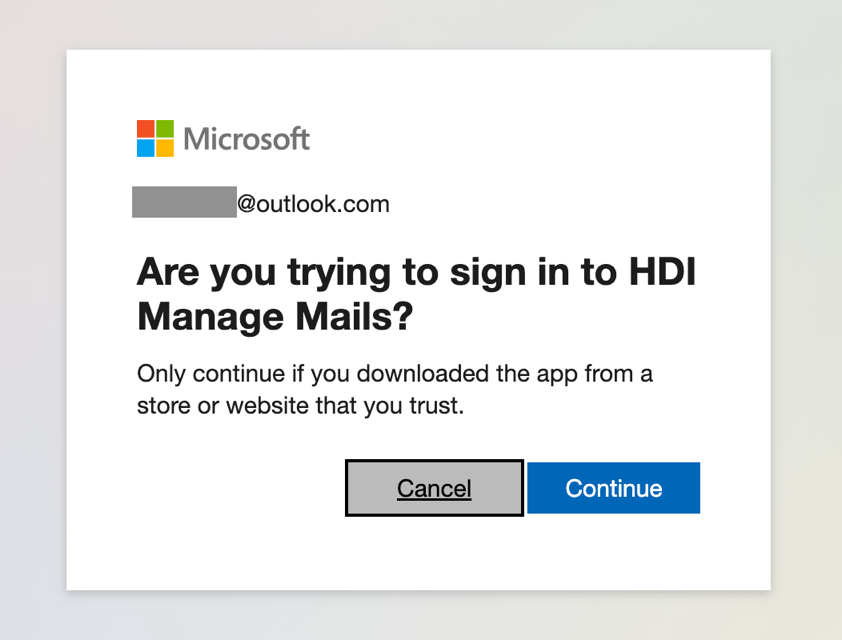 Microsoft
@outlook.com
Are you trying to sign in to HDI
Manage Mails?
Only continue if you downloaded the app from a
store or website that you trust.
Cancel
Continue